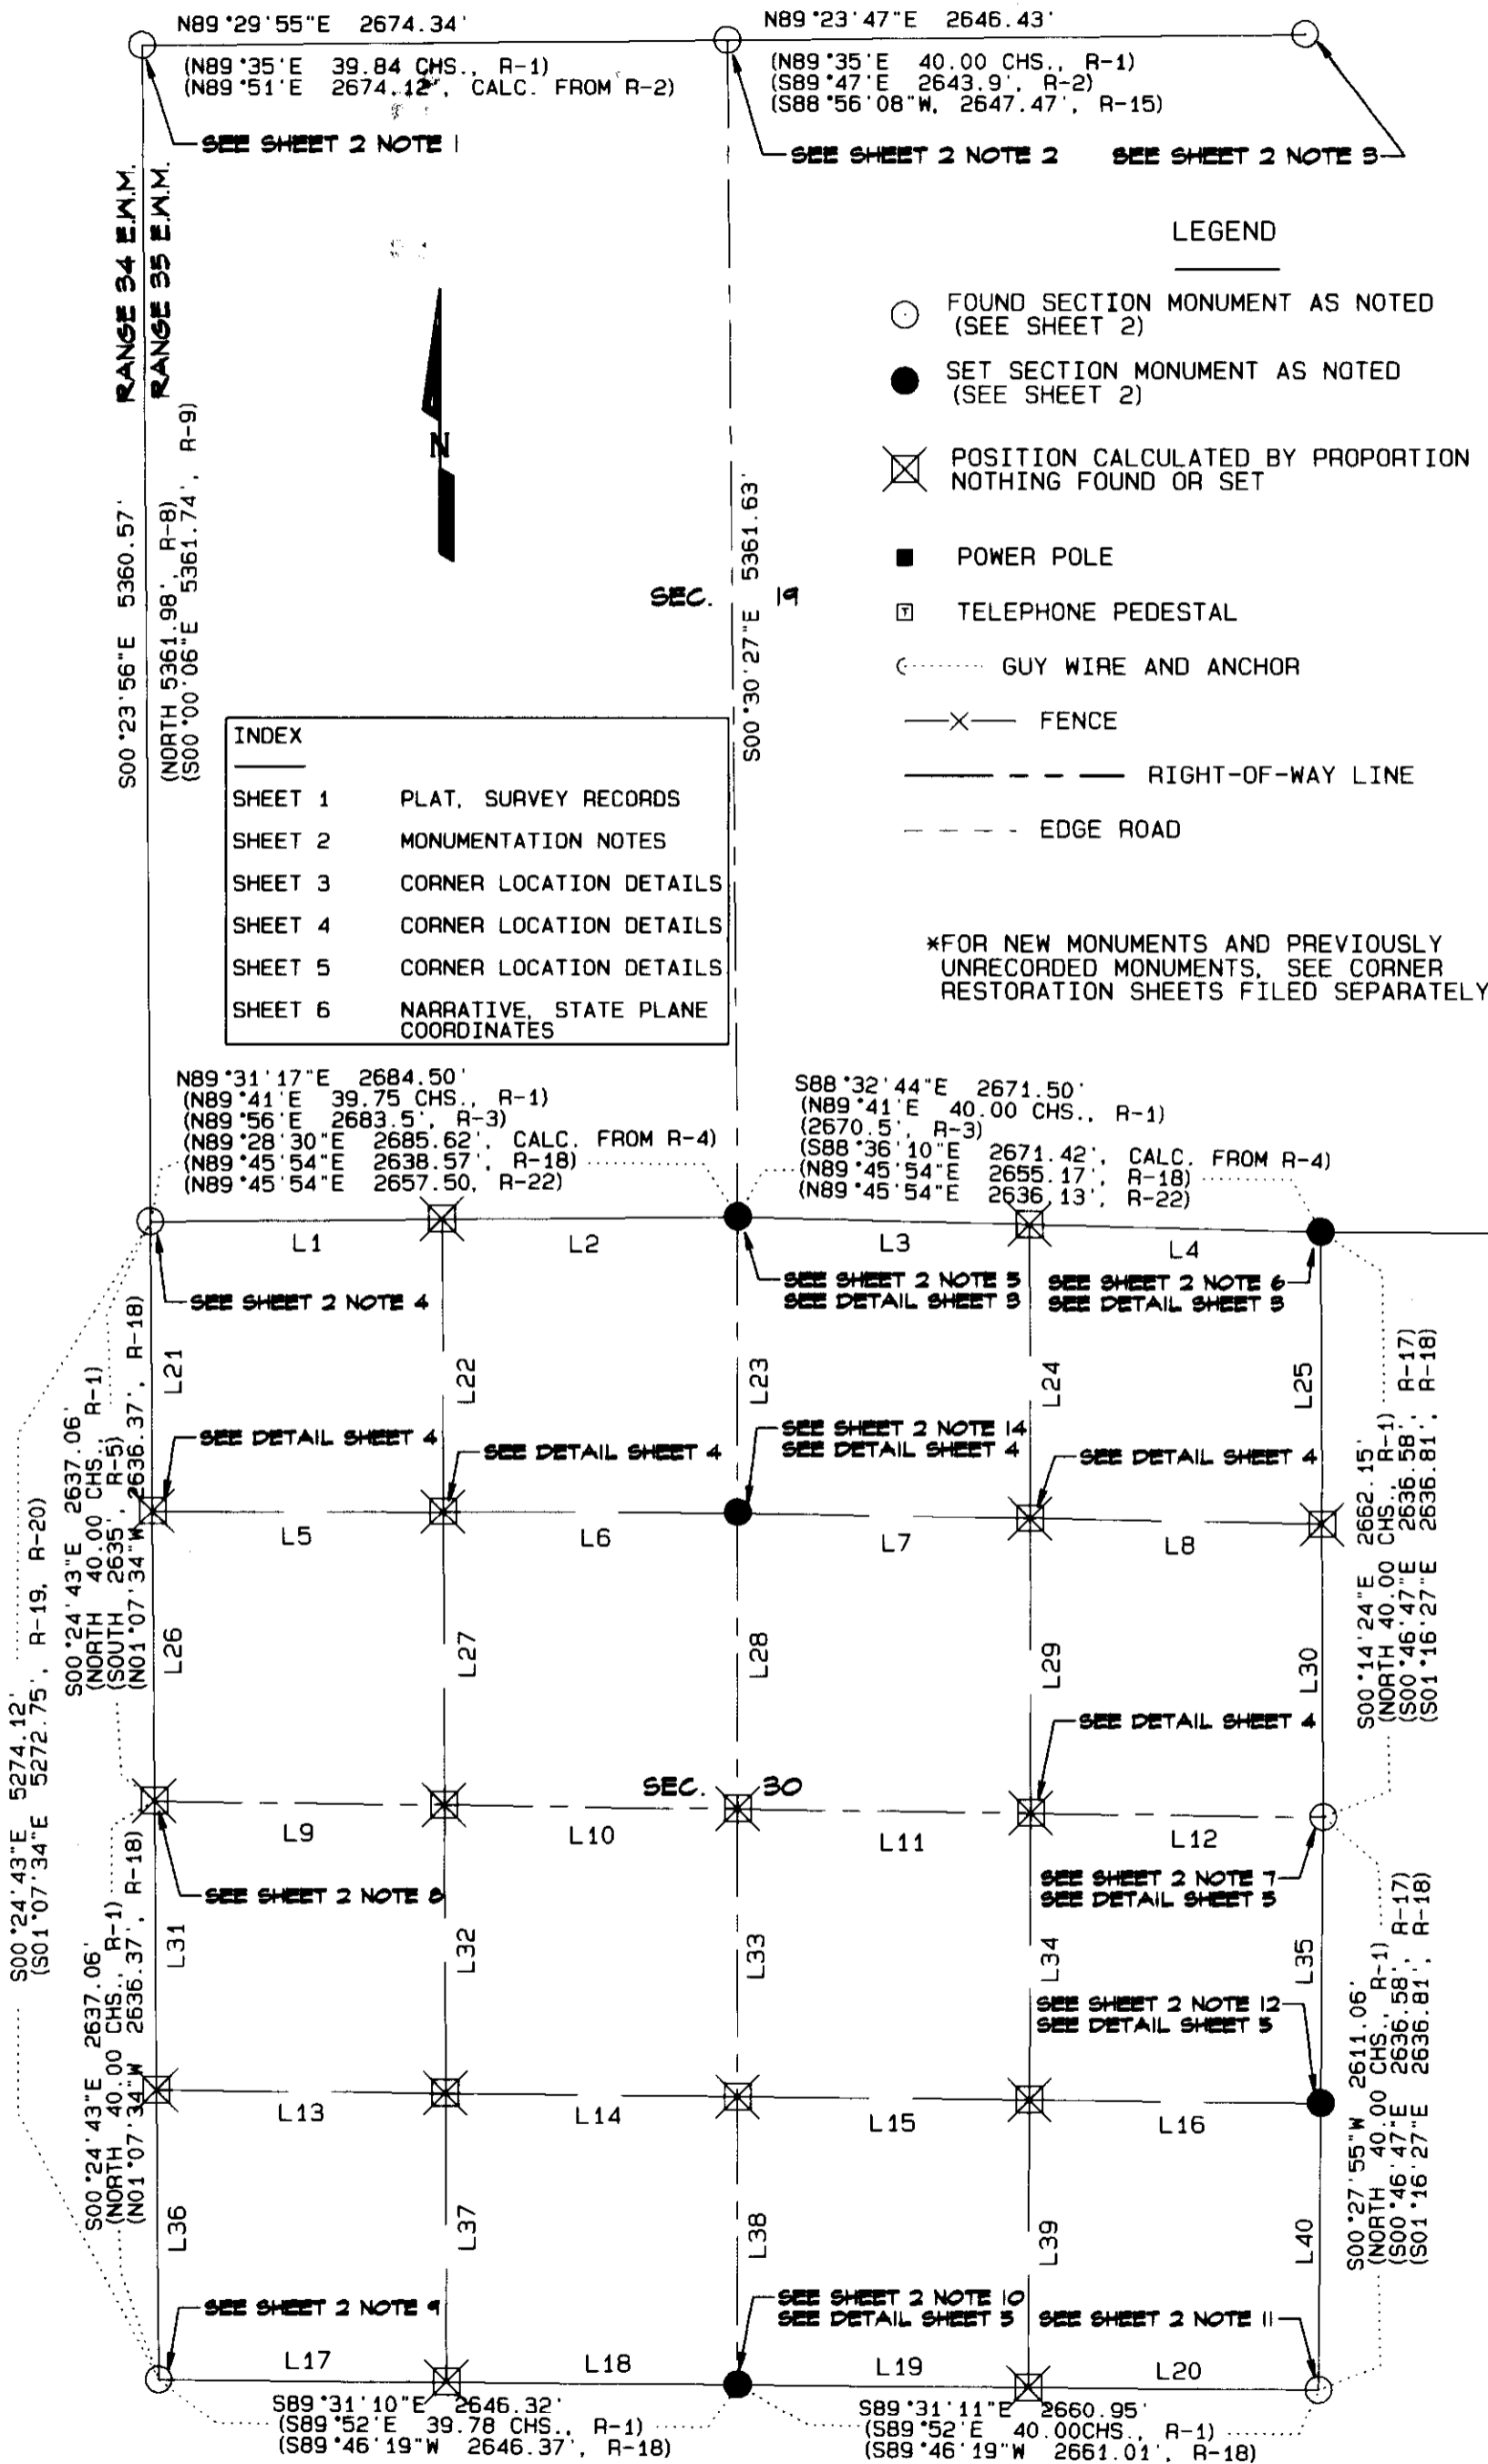 N89°29'55"E 2674.34'
(N89°35'E 39.84 CHS., R-1)
(N89°51'E 2674.12', CALC. FROM R-2)
SEE SHEET 2 NOTE 1
N89°23'47"E 2646.43'
(N89°35'E 40.00 CHS., R-1)
(S89°47'E 2643.9', R-2)
(S88°56'08"W, 2647.47', R-15)
SEE SHEET 2 NOTE 2
SEE SHEET 2 NOTE 3
RANGE 34 E.W.M.
RANGE 35 E.W.M.
S00°23'56"E 5360.57'
(NORTH 5361.98', R-8)
(S00°00'06"E 5361.74', R-9)
N
SEC. 19
S00°30'27"E 5361.63'
LEGEND
FOUND SECTION MONUMENT AS NOTED
(SEE SHEET 2)
SET SECTION MONUMENT AS NOTED
(SEE SHEET 2)
POSITION CALCULATED BY PROPORTION
NOTHING FOUND OR SET
POWER POLE
T TELEPHONE PEDESTAL
GUY WIRE AND ANCHOR
FENCE
RIGHT-OF-WAY LINE
EDGE ROAD
*FOR NEW MONUMENTS AND PREVIOUSLY
UNRECORDED MONUMENTS, SEE CORNER
RESTORATION SHEETS FILED SEPARATELY
INDEX
SHEET 1 PLAT, SURVEY RECORDS
SHEET 2 MONUMENTATION NOTES
SHEET 3 CORNER LOCATION DETAILS
SHEET 4 CORNER LOCATION DETAILS
SHEET 5 CORNER LOCATION DETAILS
SHEET 6 NARRATIVE, STATE PLANE
COORDINATES
N89°31'17"E 2684.50'
(N89°41'E 39.75 CHS., R-1)
(N89°56'E 2683.5', R-3)
(N89°28'30"E 2685.62', CALC. FROM R-4)
(N89°45'54"E 2638.57', R-18)
(N89°45'54"E 2657.50, R-22)
S88°32'44"E 2671.50'
(N89°41'E 40.00 CHS., R-1)
(2670.5', R-3)
(S88°36'10"E 2671.42', CALC. FROM R-4)
(N89°45'54"E 2655.17', R-18)
(N89°45'54"E 2636.13', R-22)
L1
L2
L3
L4
SEE SHEET 2 NOTE 4
SEE SHEET 2 NOTE 5
SEE DETAIL SHEET 3
SEE SHEET 2 NOTE 6
SEE DETAIL SHEET 3
L21
L22
L23
L24
L25
SEE DETAIL SHEET 4
SEE DETAIL SHEET 4
SEE SHEET 2 NOTE 14
SEE DETAIL SHEET 4
SEE DETAIL SHEET 4
L5
L6
L7
L8
S00°24'43"E 2637.06'
(NORTH 40.00 CHS., R-1)
(SOUTH 2635', R-5)
(N01°07'34"W 2636.37', R-18)
S00°14'24"E 2662.15'
(NORTH 40.00 CHS., R-1)
(S00°46'47"E 2636.58', R-17)
(S01°16'27"E 2636.81', R-18)
L26
L27
L28
L29
L30
S00°24'43"E 5274.12'
(S01°07'34"E 5272.75', R-19, R-20)
SEE DETAIL SHEET 4
SEC. 30
L9
L10
L11
L12
SEE SHEET 2 NOTE 8
SEE SHEET 2 NOTE 7
SEE DETAIL SHEET 5
L31
L32
L33
L34
L35
S00°24'43"E 2637.06'
(NORTH 40.00 CHS., R-1)
(N01°07'34"W 2636.37', R-18)
S00°27'55"W 2611.06'
(NORTH 40.00 CHS., R-1)
(S00°46'47"E 2636.58', R-17)
(S01°16'27"E 2636.81', R-18)
SEE SHEET 2 NOTE 12
SEE DETAIL SHEET 5
L13
L14
L15
L16
L36
L37
L38
L39
L40
SEE SHEET 2 NOTE 9
SEE SHEET 2 NOTE 10
SEE DETAIL SHEET 5
SEE SHEET 2 NOTE 11
L17
L18
L19
L20
S89°31'10"E 2646.32'
(S89°52'E 39.78 CHS., R-1)
(S89°46'19"W 2646.37', R-18)
S89°31'11"E 2660.95'
(S89°52'E 40.00CHS., R-1)
(S89°46'19"W 2661.01', R-18)